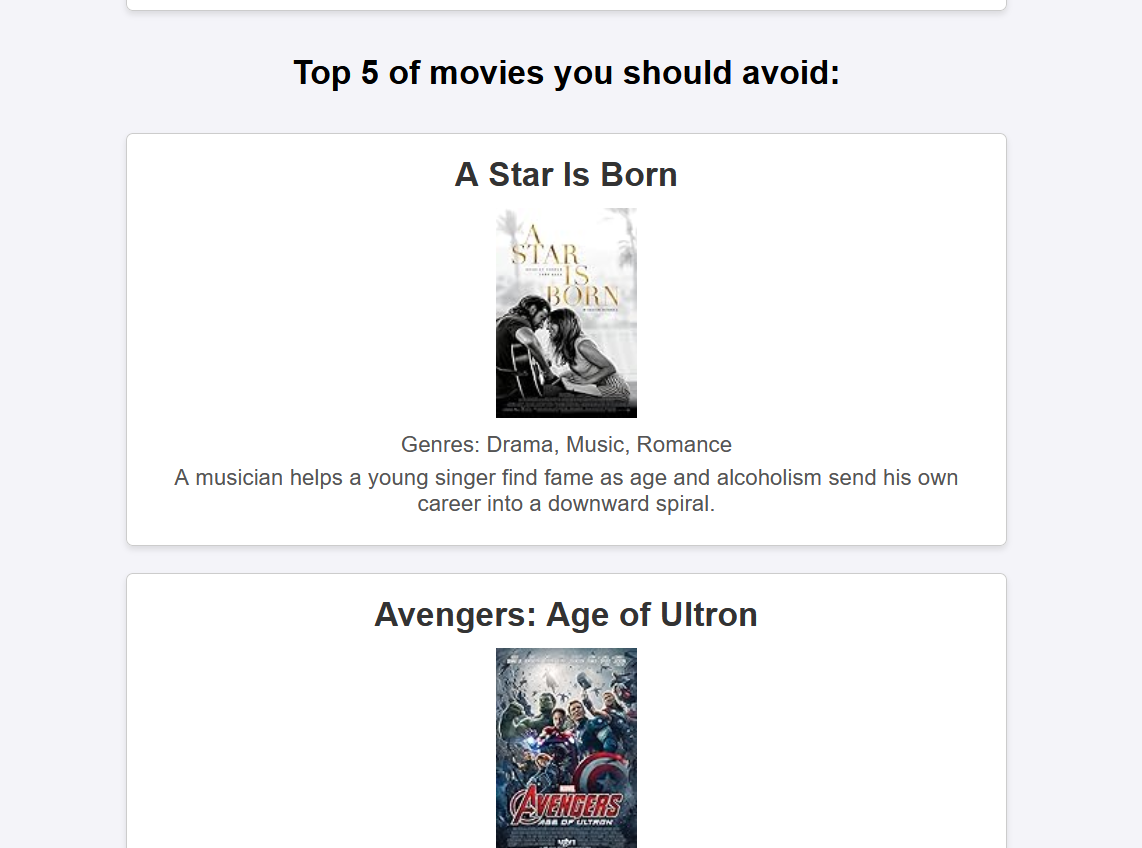 Top 5 of movies you should avoid:
A Star Is Born
A
STAR
IS
BORN
Genres: Drama, Music, Romance
A musician helps a young singer find fame as age and alcoholism send his own
career into a downward spiral.
Avengers: Age of Ultron
MARVEL
AVENGERS
AGE OF ULTRON